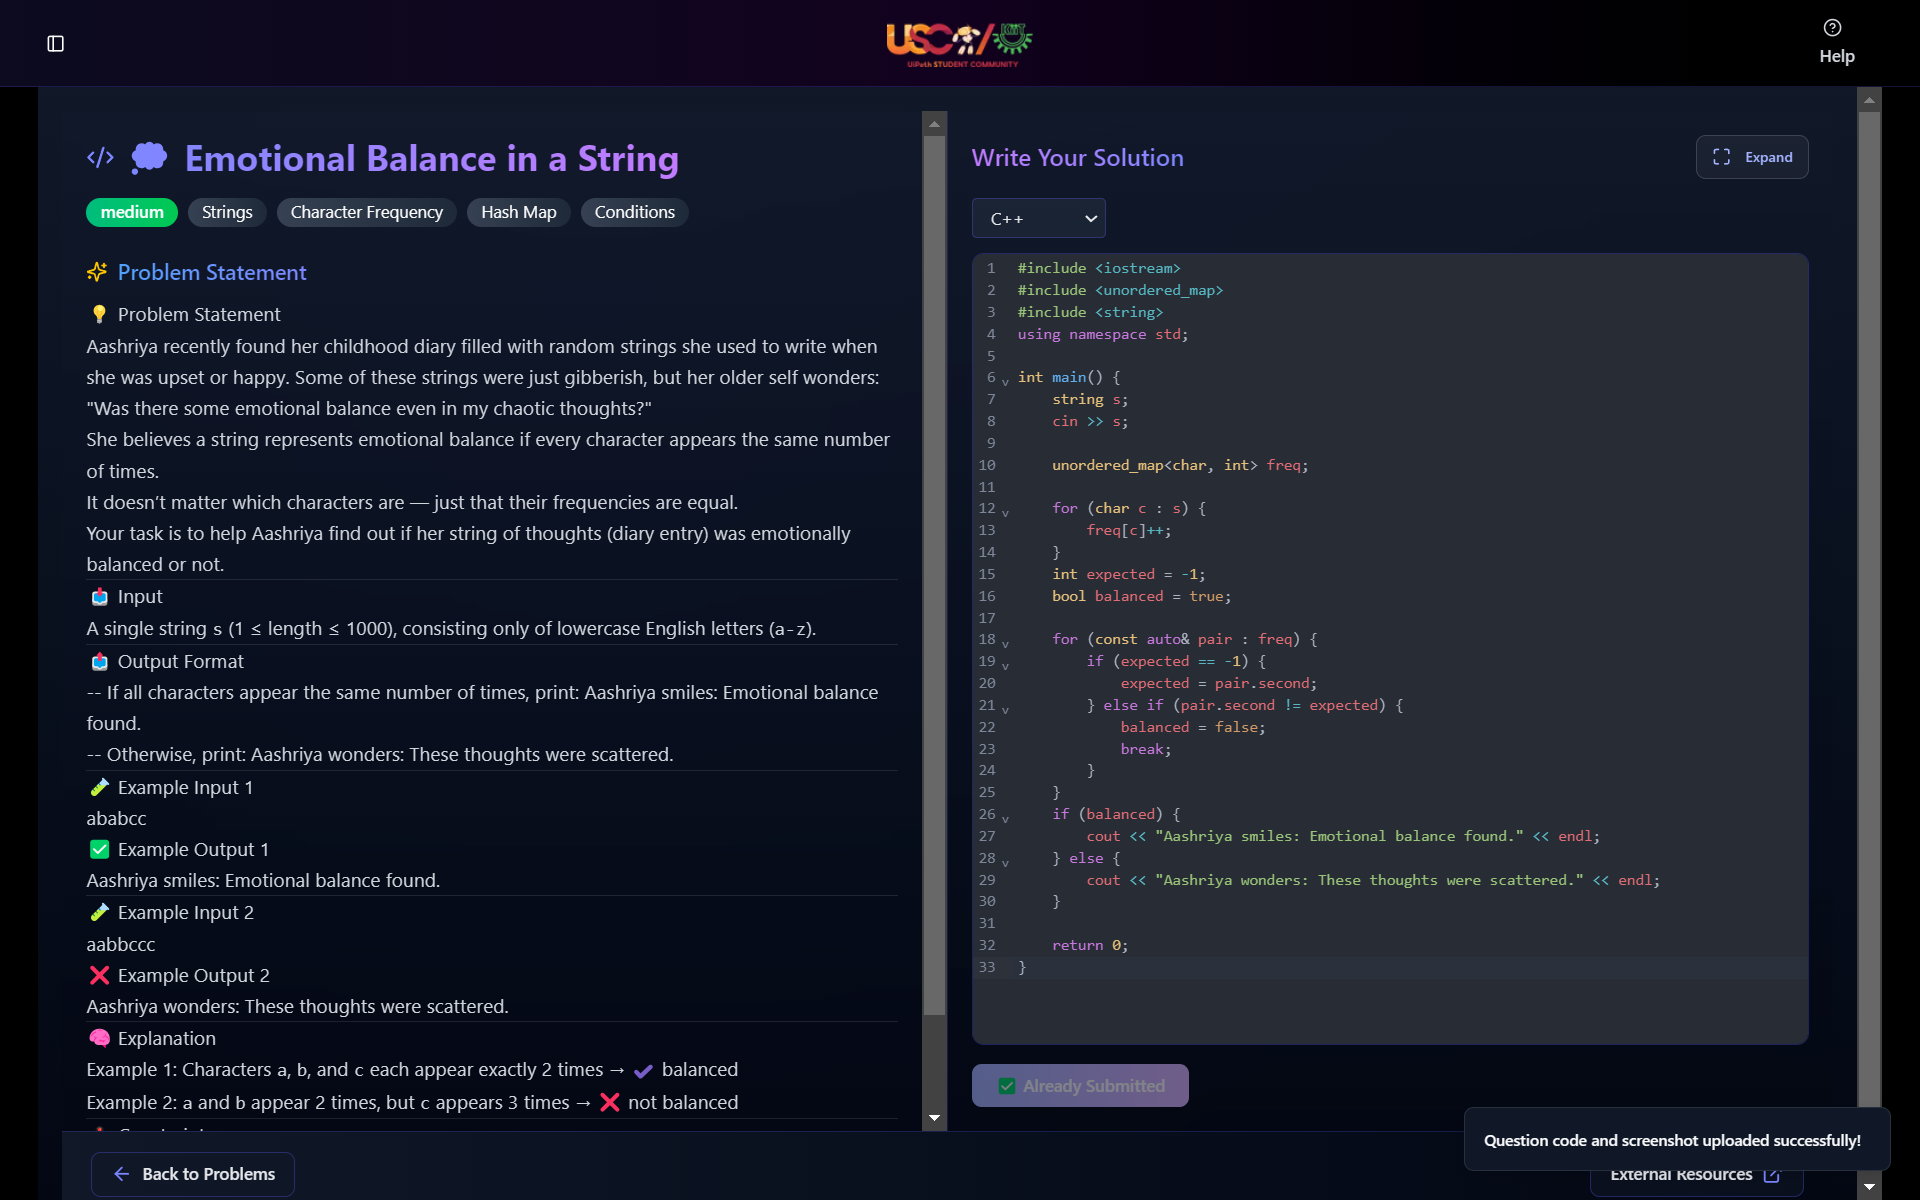 USC
UiPath STUDENT COMMUNITY
Help
</> Emotional Balance in a String
medium Strings Character Frequency Hash Map Conditions
Problem Statement
Problem Statement
Aashriya recently found her childhood diary filled with random strings she used to write when
she was upset or happy. Some of these strings were just gibberish, but her older self wonders:
"Was there some emotional balance even in my chaotic thoughts?"
She believes a string represents emotional balance if every character appears the same number
of times.
It doesn’t matter which characters are — just that their frequencies are equal.
Your task is to help Aashriya find out if her string of thoughts (diary entry) was emotionally
balanced or not.
Input
A single string s (1 ≤ length ≤ 1000), consisting only of lowercase English letters (a-z).
Output Format
-- If all characters appear the same number of times, print: Aashriya smiles: Emotional balance
found.
-- Otherwise, print: Aashriya wonders: These thoughts were scattered.
Example Input 1
ababcc
Example Output 1
Aashriya smiles: Emotional balance found.
Example Input 2
aabbccc
Example Output 2
Aashriya wonders: These thoughts were scattered.
Explanation
Example 1: Characters a, b, and c each appear exactly 2 times → ✔ balanced
Example 2: a and b appear 2 times, but c appears 3 times → ❌ not balanced
Back to Problems
Write Your Solution
Expand
C++
1 #include <iostream>
2 #include <unordered_map>
3 #include <string>
4 using namespace std;
5
6 int main() {
7 string s;
8 cin >> s;
9
10 unordered_map<char, int> freq;
11
12 for (char c : s) {
13 freq[c]++;
14 }
15 int expected = -1;
16 bool balanced = true;
17
18 for (const auto& pair : freq) {
19 if (expected == -1) {
20 expected = pair.second;
21 } else if (pair.second != expected) {
22 balanced = false;
23 break;
24 }
25 }
26 if (balanced) {
27 cout << "Aashriya smiles: Emotional balance found." << endl;
28 } else {
29 cout << "Aashriya wonders: These thoughts were scattered." << endl;
30 }
31
32 return 0;
33 }
Already Submitted
Question code and screenshot uploaded successfully!
External Resources